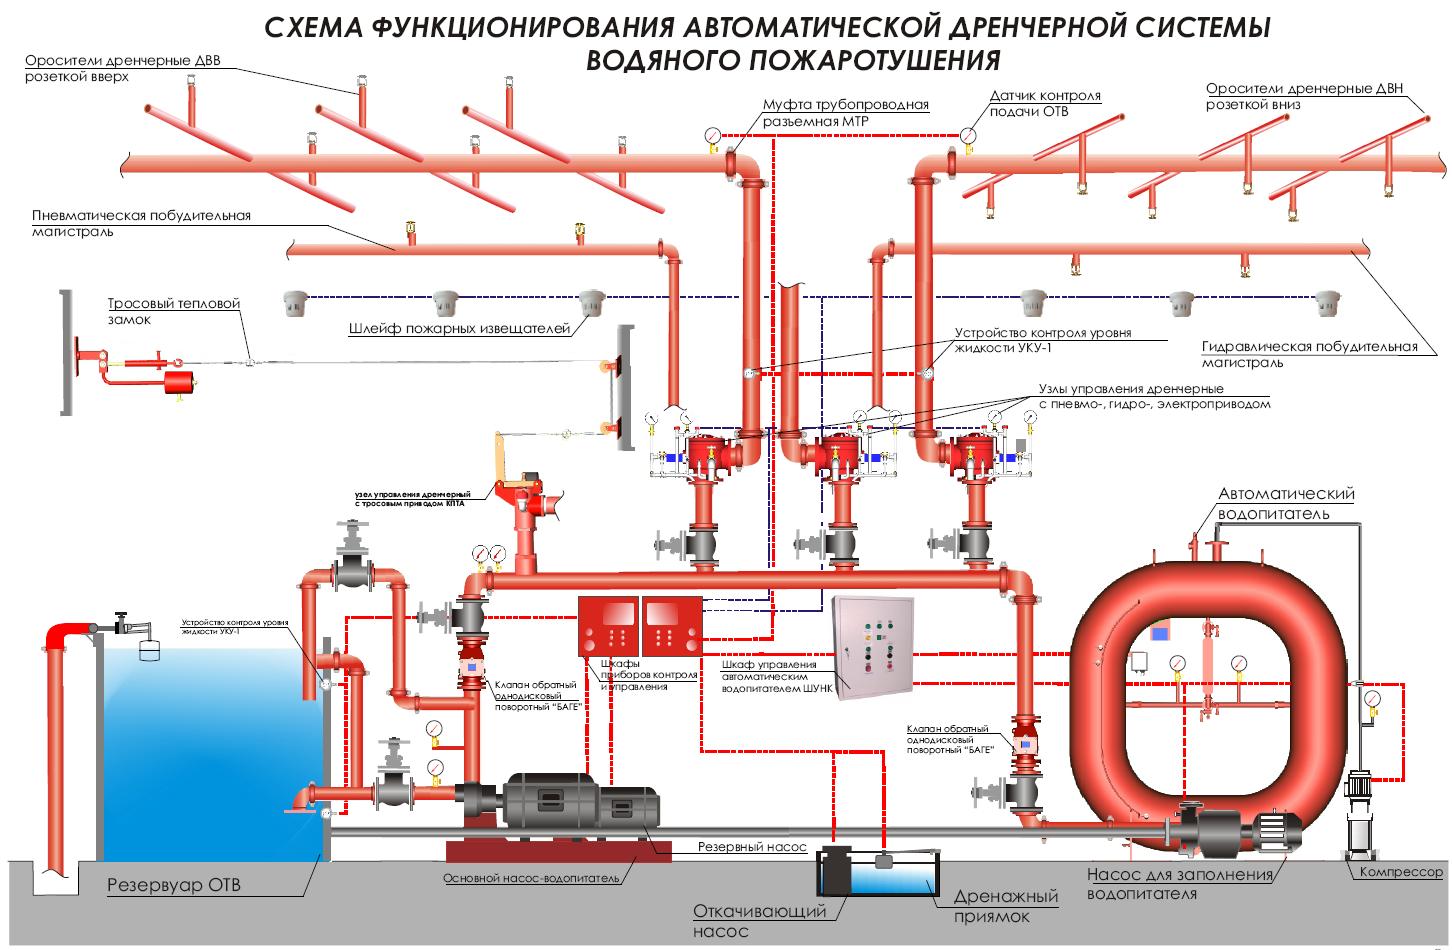 СХЕМА ФУНКЦИОНИРОВАНИЯ АВТОМАТИЧЕСКОЙ ДРЕНЧЕРНОЙ СИСТЕМЫ
ВОДЯНОГО ПОЖАРОТУШЕНИЯ
Оросители дренчерные ДВВ
розеткой вверх
Муфта трубопроводная
разъемная МТР
Датчик контроля
подачи ОТВ
Оросители дренчерные ДВН
розеткой вниз
Пневматическая побудительная
магистраль
Тросовый тепловой
замок
Шлейф пожарных извещателей
Устройство контроля уровня
жидкости УКУ-1
Гидравлическая побудительная
магистраль
Узлы управления дренчерные
с пневмо-, гидро-, электроприводом
узел управления дренчерный
с тросовым приводом КПТА
Автоматический
водопитатель
Устройство контроля уровня
жидкости УКУ-1
Шкафы
приборов контроля
и управления
Шкаф управления
автоматическим
водопитателем ШУНК
Клапан обратный
однодисковый
поворотный "БАГЕ"
Клапан обратный
однодисковый
поворотный "БАГЕ"
Резервный насос
Основной насос-водопитатель
Резервуар ОТВ
Откачивающий
насос
Дренажный
приямок
Насос для заполнения
водопитателя
Компрессор